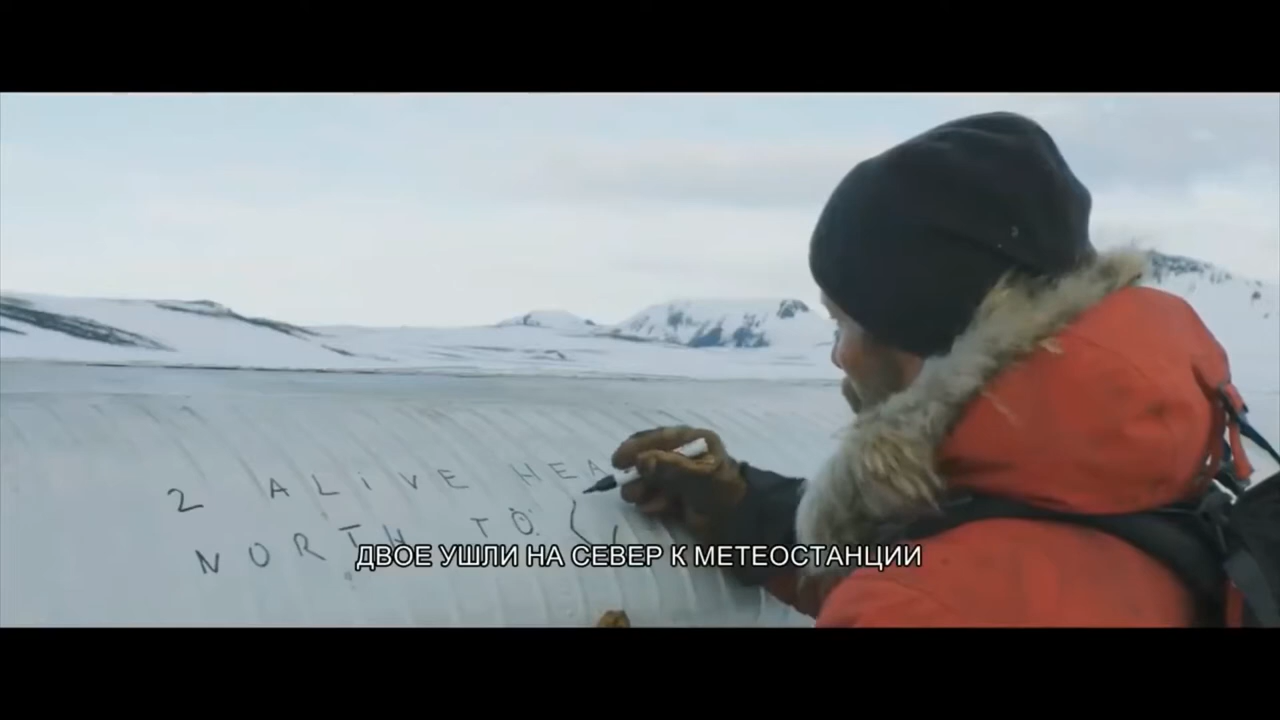 2 ALiVE HEA
NORTH TO
ДВОЕ УШЛИ НА СЕВЕР К МЕТЕОСТАНЦИИ